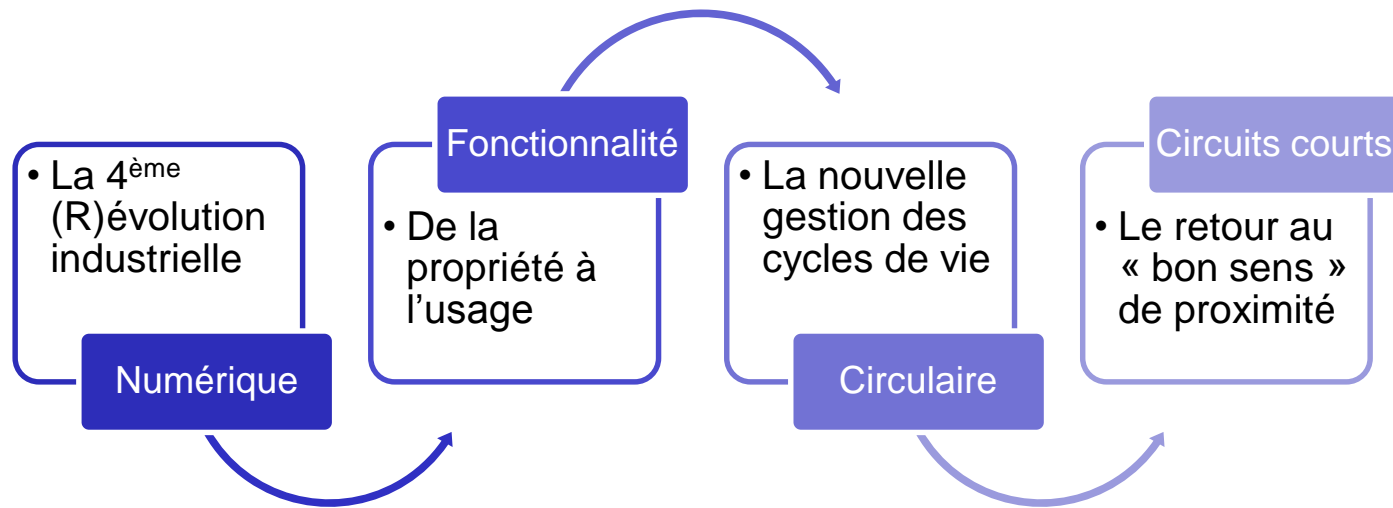 • La 4ème
(R)évolution
industrielle
Numérique
Fonctionnalité
• De la
propriété à
l’usage
• La nouvelle
gestion des
cycles de vie
Circulaire
Circuits courts
• Le retour au
« bon sens »
de proximité